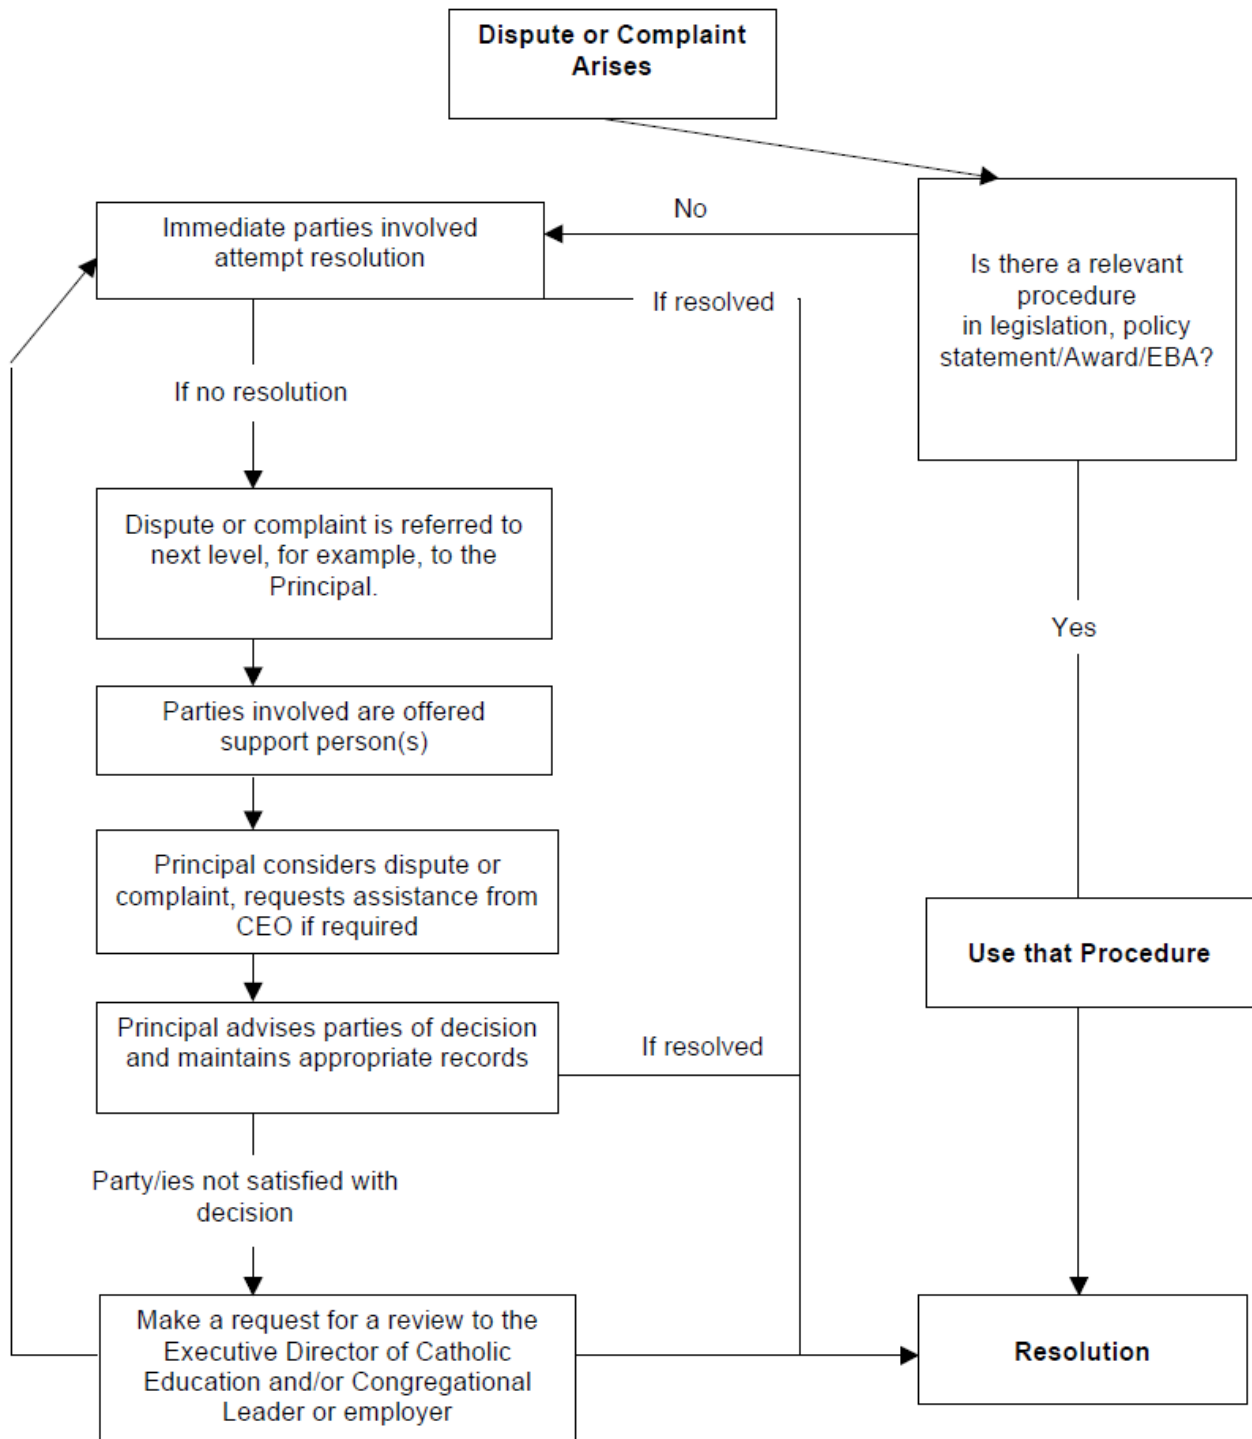 Dispute or Complaint
Arises
No
Immediate parties involved
attempt resolution
Is there a relevant
procedure
in legislation, policy
statement/Award/EBA?
If resolved
If no resolution
Dispute or complaint is referred to
next level, for example, to the
Principal.
Yes
Parties involved are offered
support person(s)
Principal considers dispute or
complaint, requests assistance from
CEO if required
Use that Procedure
Principal advises parties of decision
and maintains appropriate records
If resolved
Party/ies not satisfied with
decision
Make a request for a review to the
Executive Director of Catholic
Education and/or Congregational
Leader or employer
Resolution